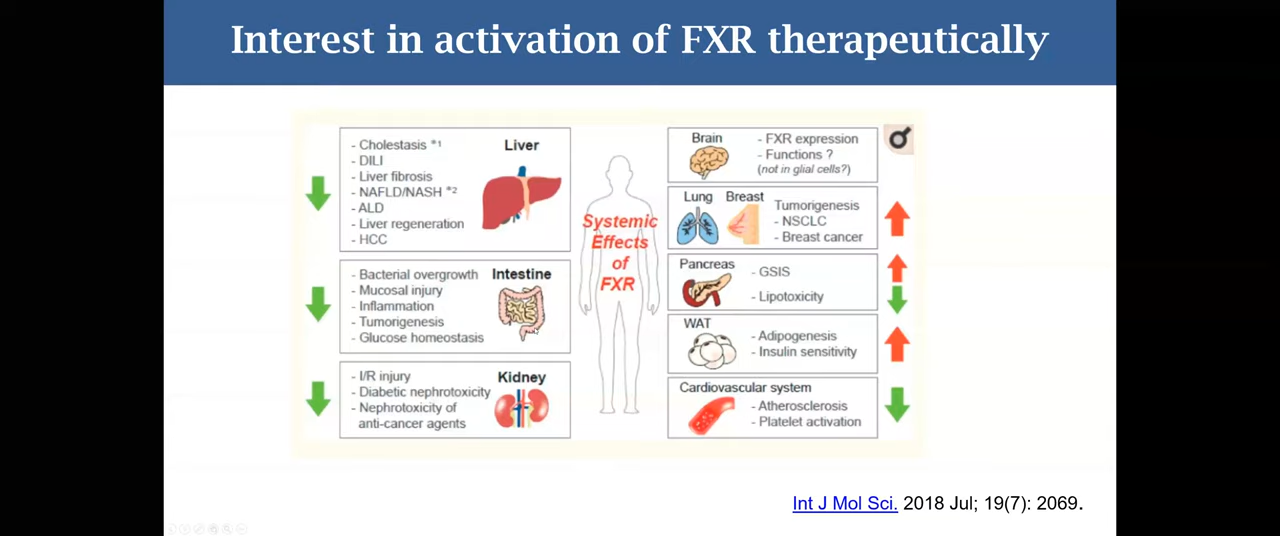 Interest in activation of FXR therapeutically
- Cholestasis *1
- DILI
- Liver fibrosis
- NAFLD/NASH *2
- ALD
- Liver regeneration
- HCC
Liver
- Bacterial overgrowth
- Mucosal injury
- Inflammation
- Tumorigenesis
- Glucose homestasis
Intestine
- I/R injury
- Diabetic nephrotoxicity
- Nephrotoxicity of
anti-cancer agents
Kidney
Systemic
Effects
of
FXR
Brain
- FXR expression
- Functions ?
(not in glial cells?)
Lung Breast
Tumorigenesis
- NSCLC
- Breast cancer
Pancreas
- GSIS
- Lipotoxicity
WAT
- Adipogenesis
- Insulin sensitivity
Cardiovascular system
- Atherosclerosis
- Platelet activation
Int J Mol Sci. 2018 Jul; 19(7): 2069.